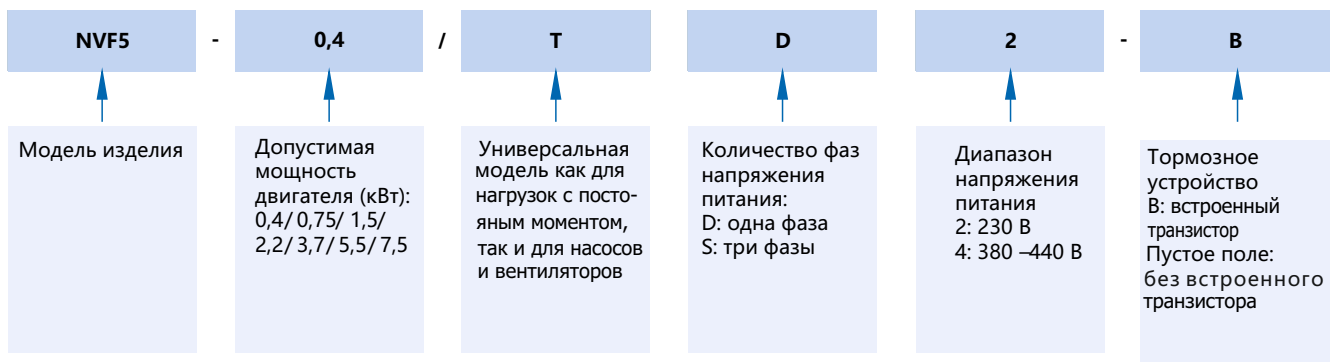 NVF5 - 0,4 / T D 2 - B
Модель изделия
Допустимая
мощность
двигателя (кВт):
0,4/ 0,75/ 1,5/
2,2/ 3,7/ 5,5/ 7,5
Универсальная
модель как для
нагрузок с посто-
яным моментом,
так и для насосов
и вентиляторов
Количество фаз
напряжения
питания:
D: одна фаза
S: три фазы
Диапазон
напряжения
питания
2: 230 В
4: 380 –440 В
Тормозное
устройство
B: встроенный
транзистор
Пустое поле:
без встроенного
транзистора